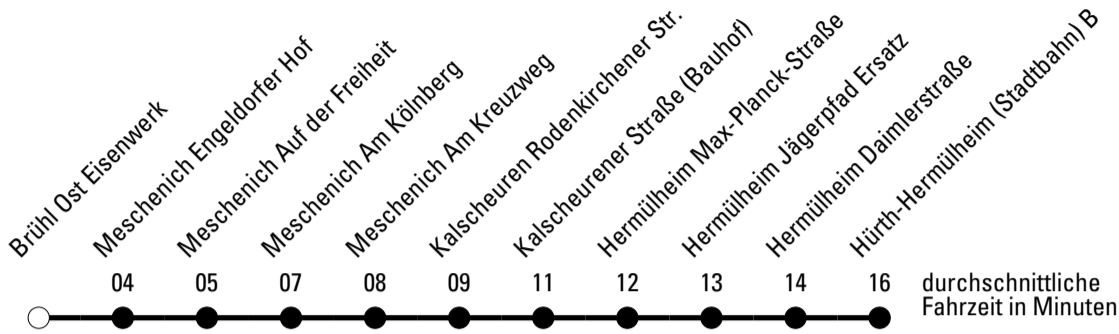 Brühl Ost Eisenwerk
Meschenich Engeldorfer Hof
Meschenich Auf der Freiheit
Meschenich Am Kölnberg
Meschenich Am Kreuzweg
Kalscheuren Rodenkirchener Str.
Kalscheurener Straße (Bauhof)
Hermülheim Max-Planck-Straße
Hermülheim Jägerpfad Ersatz
Hermülheim Daimlerstraße
Hürth-Hermülheim (Stadtbahn) B
04 05 07 08 09 11 12 13 14 16
durchschnittliche
Fahrzeit in Minuten